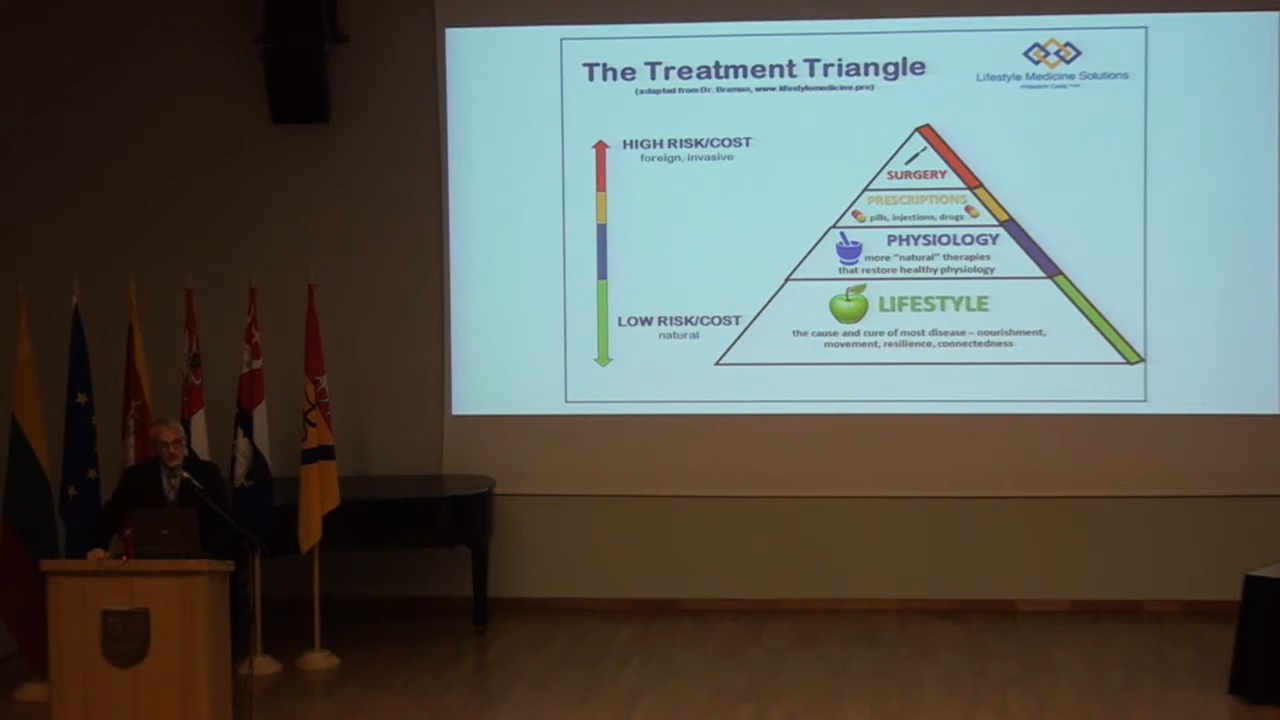 The Treatment Triangle
(adapted from Dr. Braman, www.lifestylemedicine.pro)
Lifestyle Medicine Solutions
HIGH RISK/COST
foreign, invasive
LOW RISK/COST
natural
SURGERY
PRESCRIPTIONS
pills, injections, drugs
PHYSIOLOGY
more "natural" therapies
that restore healthy physiology
LIFESTYLE
the cause and cure of most disease – nourishment,
movement, resilience, connectedness